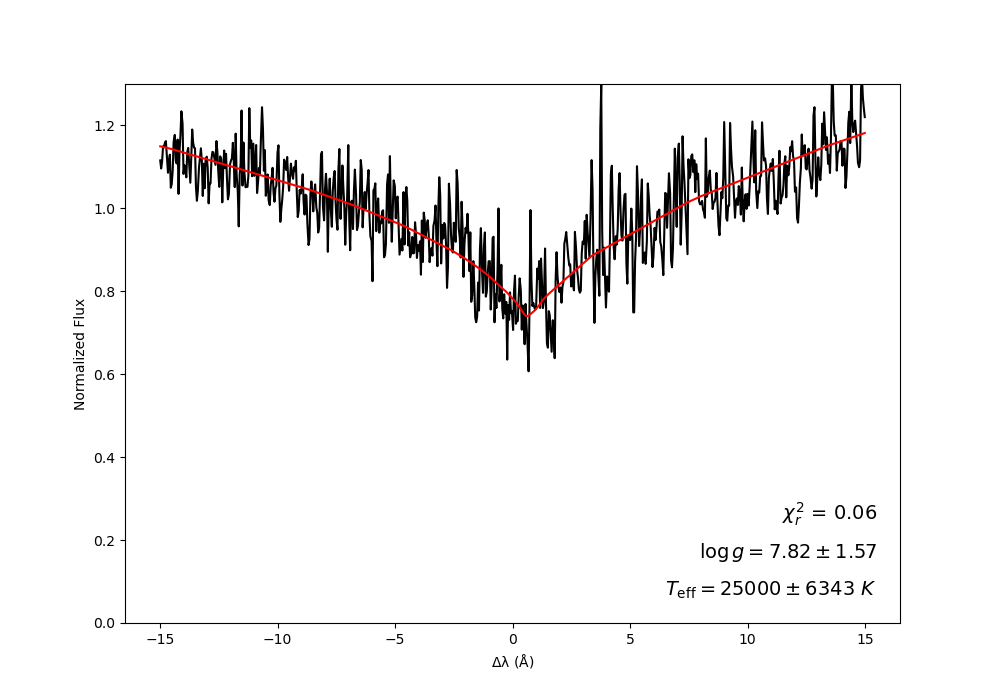 1.2
1.0
0.8
0.6
0.4
0.2
0.0
Normalized Flux
χ²ᵣ = 0.06
log g = 7.82 ± 1.57
T_eff = 25000 ± 6343 K
−15 −10 −5 0 5 10 15
Δλ (Å)